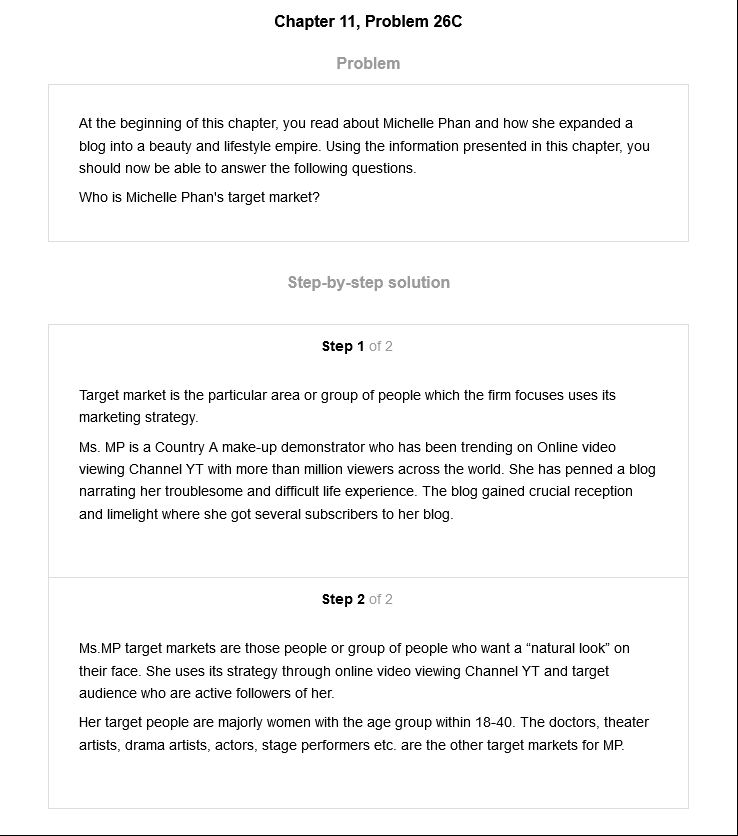 Chapter 11, Problem 26C
Problem
At the beginning of this chapter, you read about Michelle Phan and how she expanded a
blog into a beauty and lifestyle empire. Using the information presented in this chapter, you
should now be able to answer the following questions.
Who is Michelle Phan's target market?
Step-by-step solution
Step 1 of 2
Target market is the particular area or group of people which the firm focuses uses its
marketing strategy.
Ms. MP is a Country A make-up demonstrator who has been trending on Online video
viewing Channel YT with more than million viewers across the world. She has penned a blog
narrating her troublesome and difficult life experience. The blog gained crucial reception
and limelight where she got several subscribers to her blog.
Step 2 of 2
Ms.MP target markets are those people or group of people who want a “natural look” on
their face. She uses its strategy through online video viewing Channel YT and target
audience who are active followers of her.
Her target people are majorly women with the age group within 18-40. The doctors, theater
artists, drama artists, actors, stage performers etc. are the other target markets for MP.